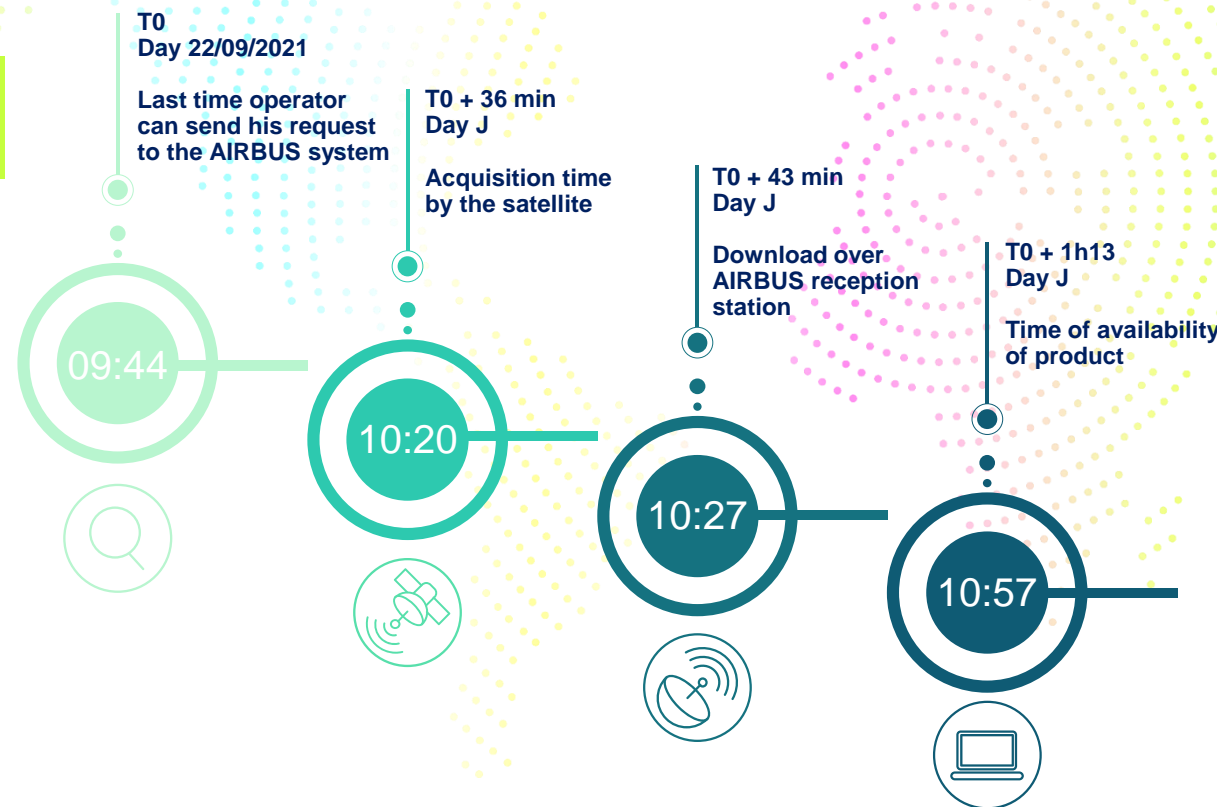 T0
Day 22/09/2021
Last time operator
can send his request
to the AIRBUS system
09:44
T0 + 36 min
Day J
Acquisition time
by the satellite
10:20
T0 + 43 min
Day J
Download over
AIRBUS reception
station
10:27
T0 + 1h13
Day J
Time of availability
of product
10:57